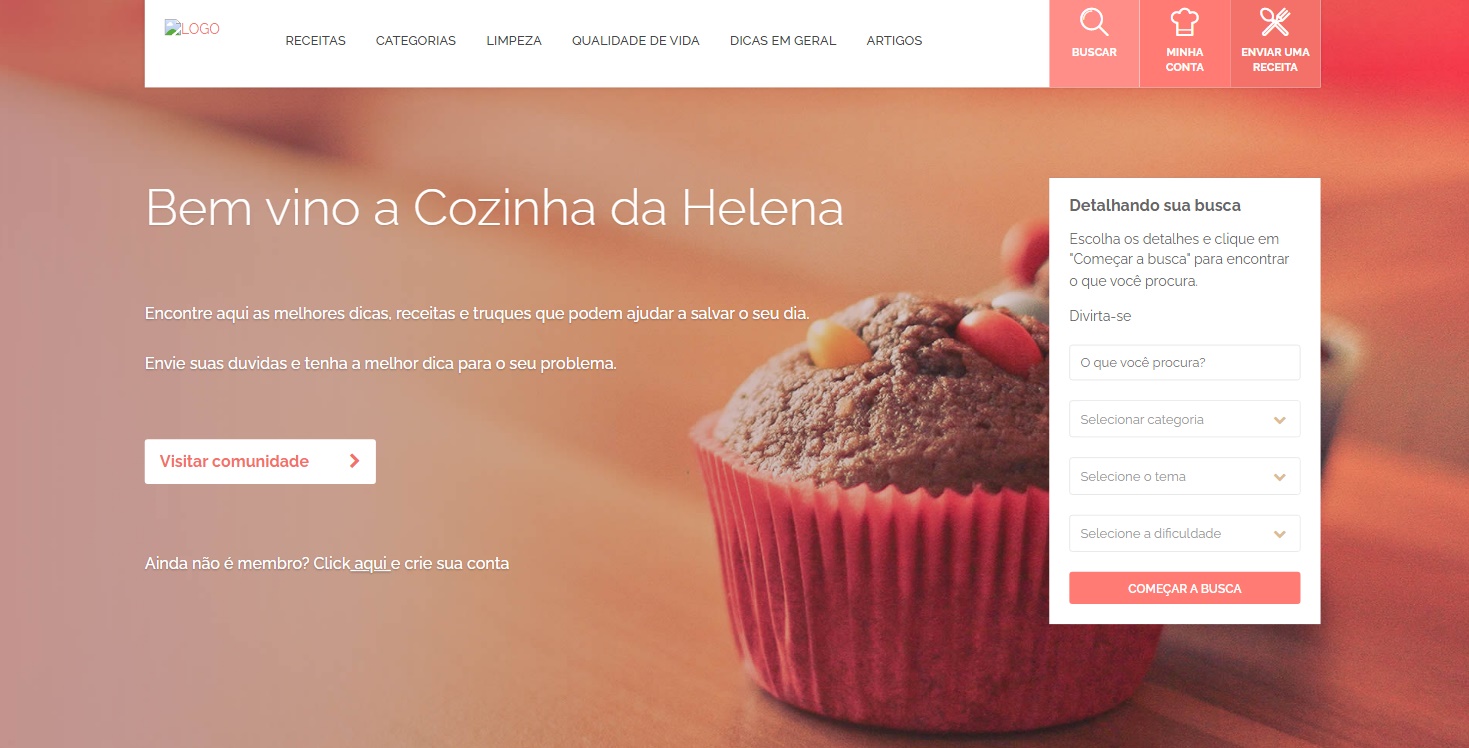 LOGO
RECEITAS
CATEGORIAS
LIMPEZA
QUALIDADE DE VIDA
DICAS EM GERAL
ARTIGOS
BUSCAR
MINHA
CONTA
ENVIAR UMA
RECEITA
Bem vino a Cozinha da Helena
Encontre aqui as melhores dicas, receitas e truques que podem ajudar a salvar o seu dia.
Envie suas duvidas e tenha a melhor dica para o seu problema.
Visitar comunidade
Ainda não é membro? Click aqui e crie sua conta
Detalhando sua busca
Escolha os detalhes e clique em
"Começar a busca" para encontrar
o que você procura.
Divirta-se
O que você procura?
Selecionar categoria
Selecione o tema
Selecione a dificuldade
COMEÇAR A BUSCA